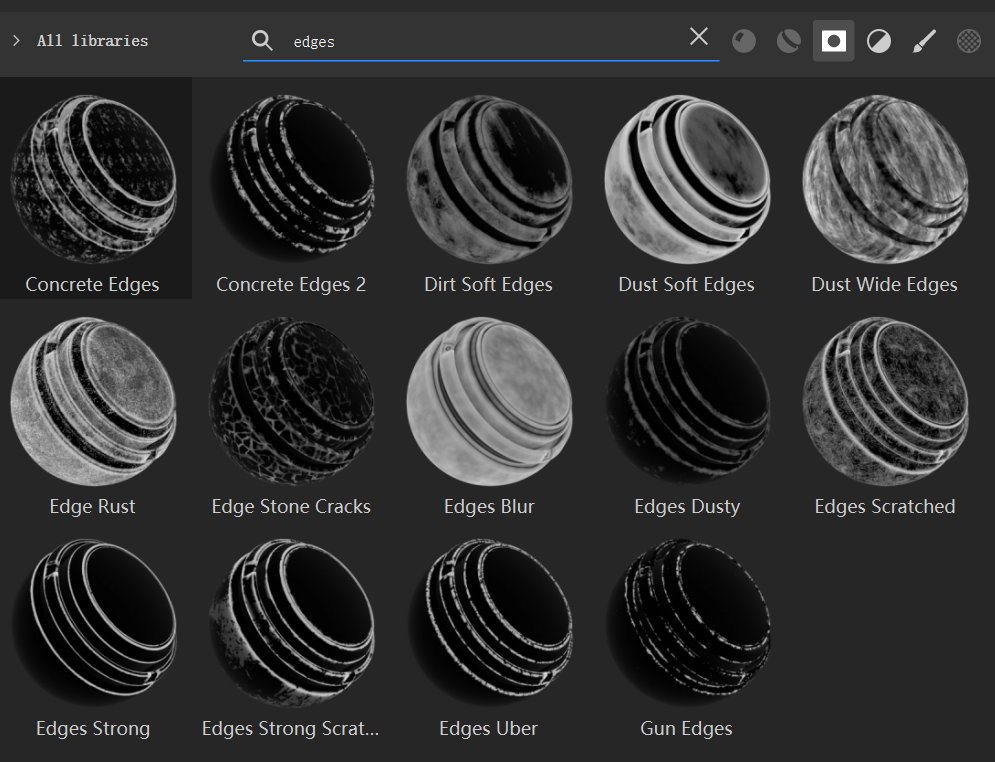 All libraries
edges
Concrete Edges
Concrete Edges 2
Dirt Soft Edges
Dust Soft Edges
Dust Wide Edges
Edge Rust
Edge Stone Cracks
Edges Blur
Edges Dusty
Edges Scratched
Edges Strong
Edges Strong Scrat...
Edges Uber
Gun Edges